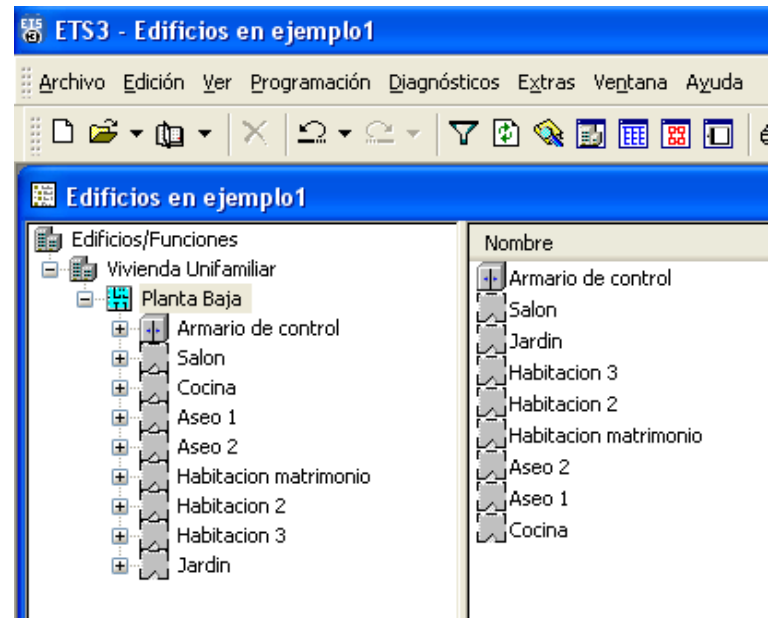 ETS3 - Edificios en ejemplo1
Archivo Edición Ver Programación Diagnósticos Extras Ventana Ayuda
Edificios en ejemplo1
Edificios/Funciones
Vivienda Unifamiliar
Planta Baja
Armario de control
Salon
Cocina
Aseo 1
Aseo 2
Habitacion matrimonio
Habitacion 2
Habitacion 3
Jardin
Nombre
Armario de control
Salon
Jardin
Habitacion 3
Habitacion 2
Habitacion matrimonio
Aseo 2
Aseo 1
Cocina